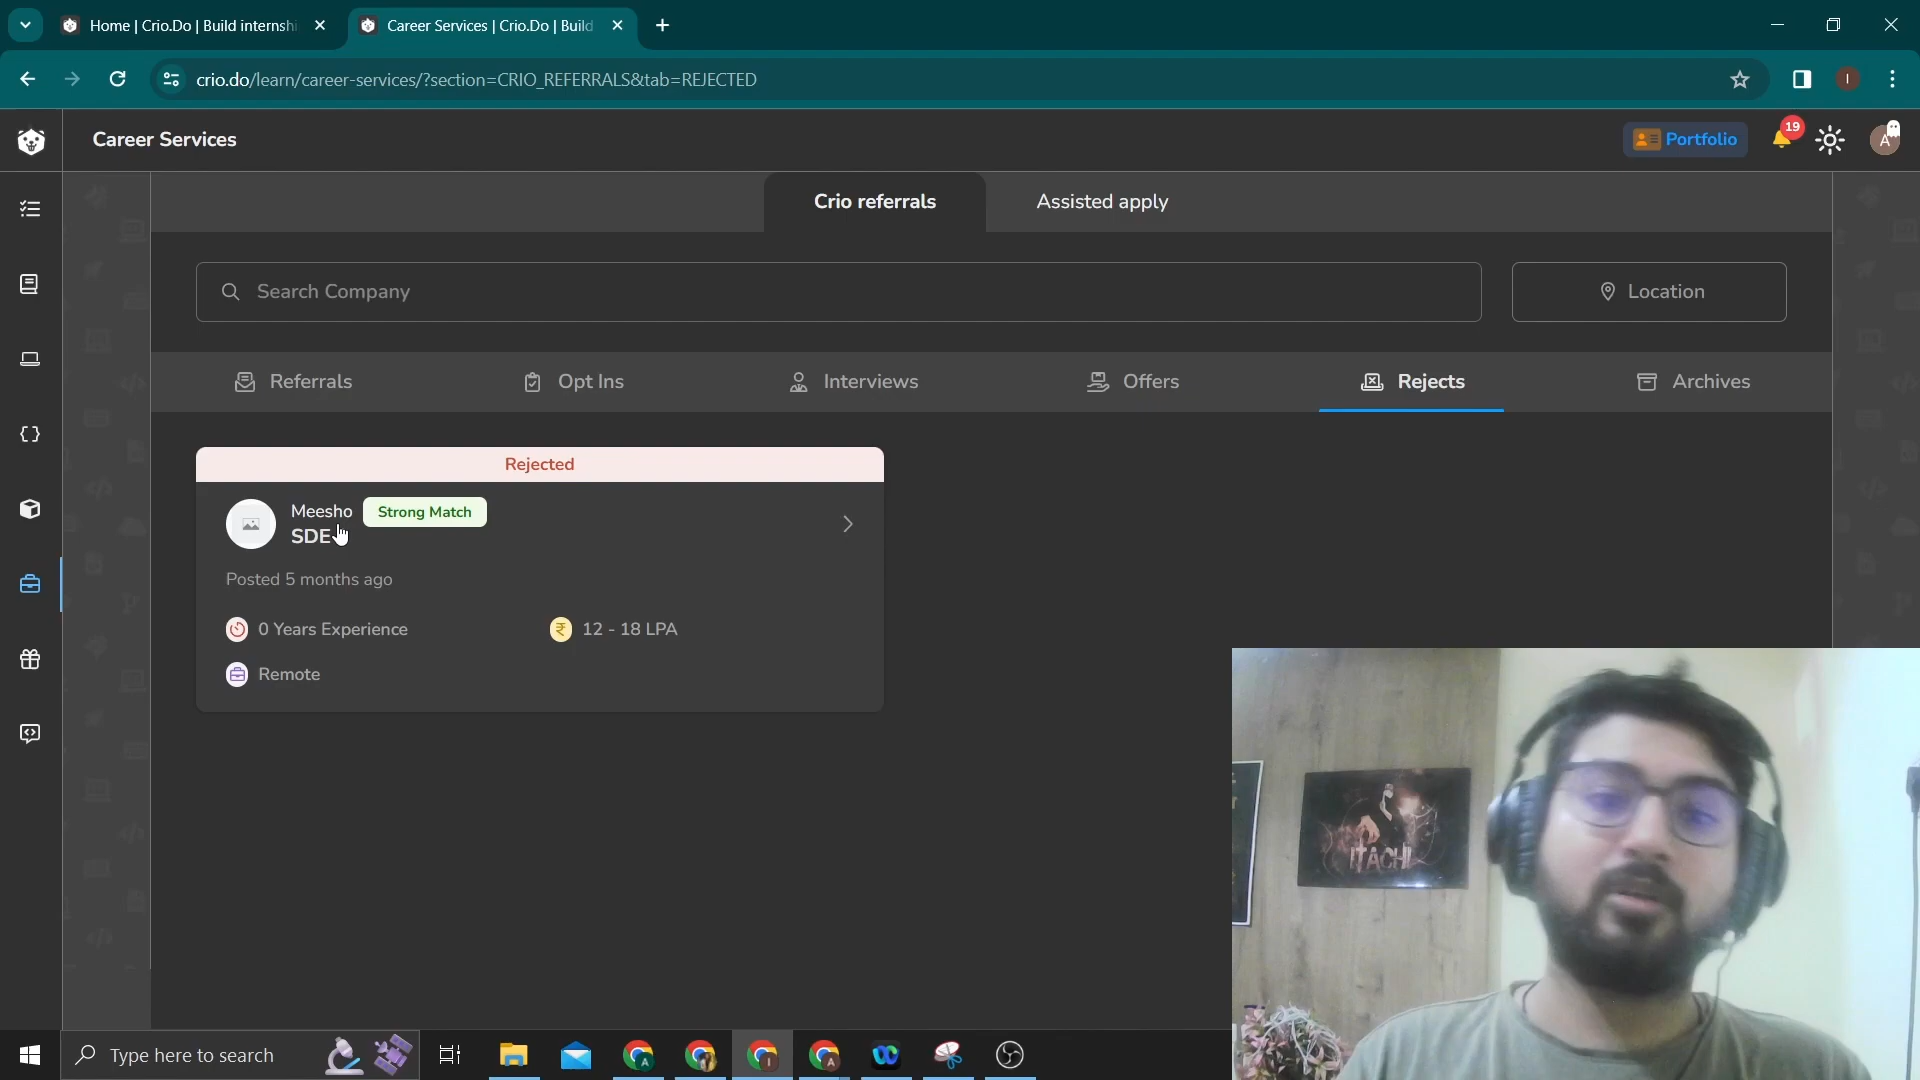 Home | Crio.Do | Build internshi
Career Services | Crio.Do | Build
crio.do/learn/career-services/?section=CRIO_REFERRALS&tab=REJECTED
I
Career Services
Portfolio
19
A
Crio referrals
Assisted apply
Search Company
Location
Referrals
Opt Ins
Interviews
Offers
Rejects
Archives
Rejected
Meesho
Strong Match
SDE
Posted 5 months ago
0 Years Experience
₹ 12 - 18 LPA
Remote
ITACHI
Type here to search